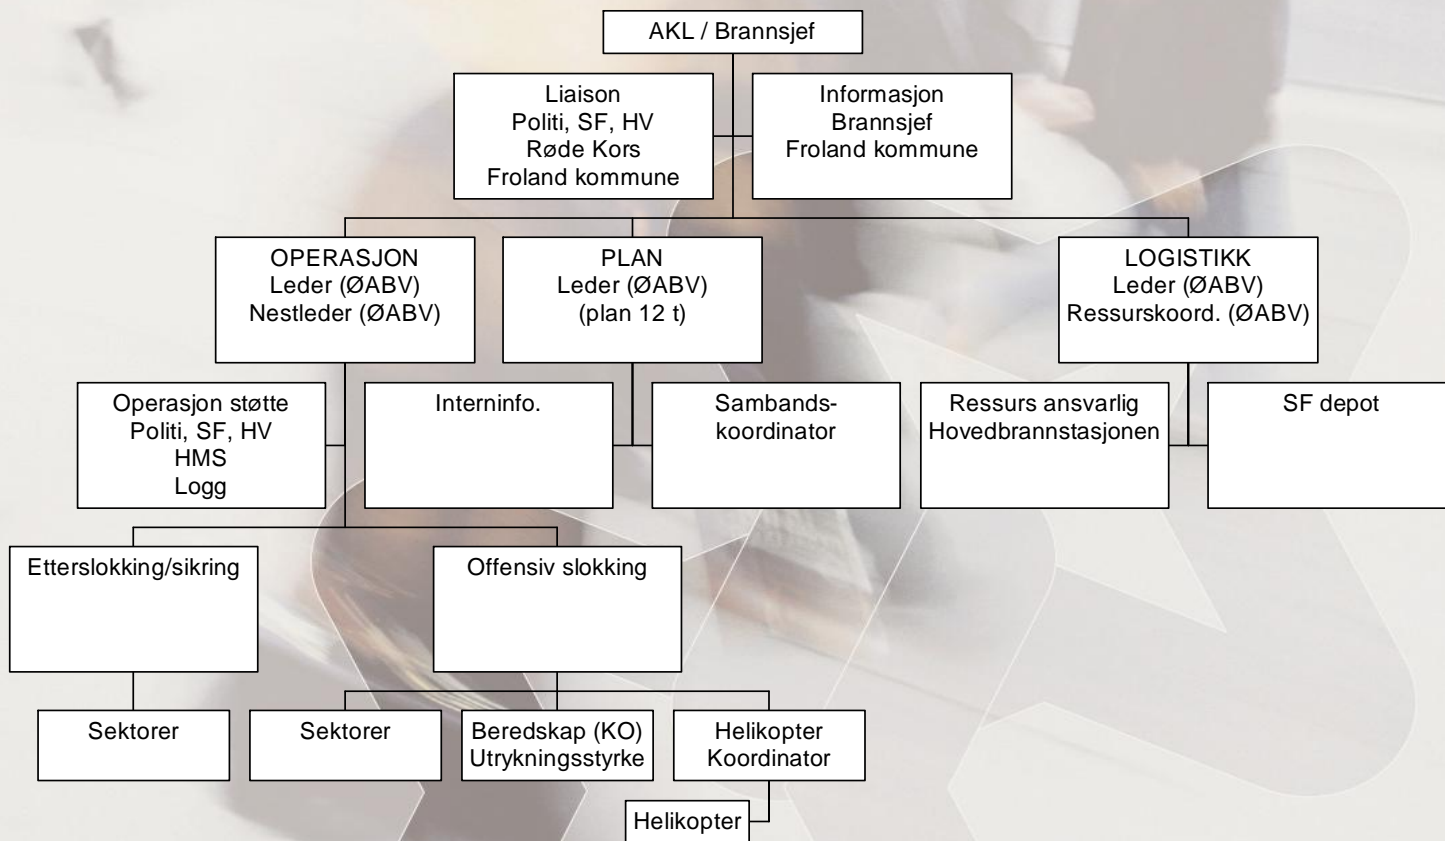 AKL / Brannsjef
Liaison
Politi, SF, HV
Røde Kors
Froland kommune
Informasjon
Brannsjef
Froland kommune
OPERASJON
Leder (ØABV)
Nestleder (ØABV)
PLAN
Leder (ØABV)
(plan 12 t)
LOGISTIKK
Leder (ØABV)
Ressurskoord. (ØABV)
Operasjon støtte
Politi, SF, HV
HMS
Logg
Interninfo.
Sambands-
koordinator
Ressurs ansvarlig
Hovedbrannstasjonen
SF depot
Etterslokking/sikring
Offensiv slokking
Sektorer
Sektorer
Beredskap (KO)
Utrykningsstyrke
Helikopter
Koordinator
Helikopter